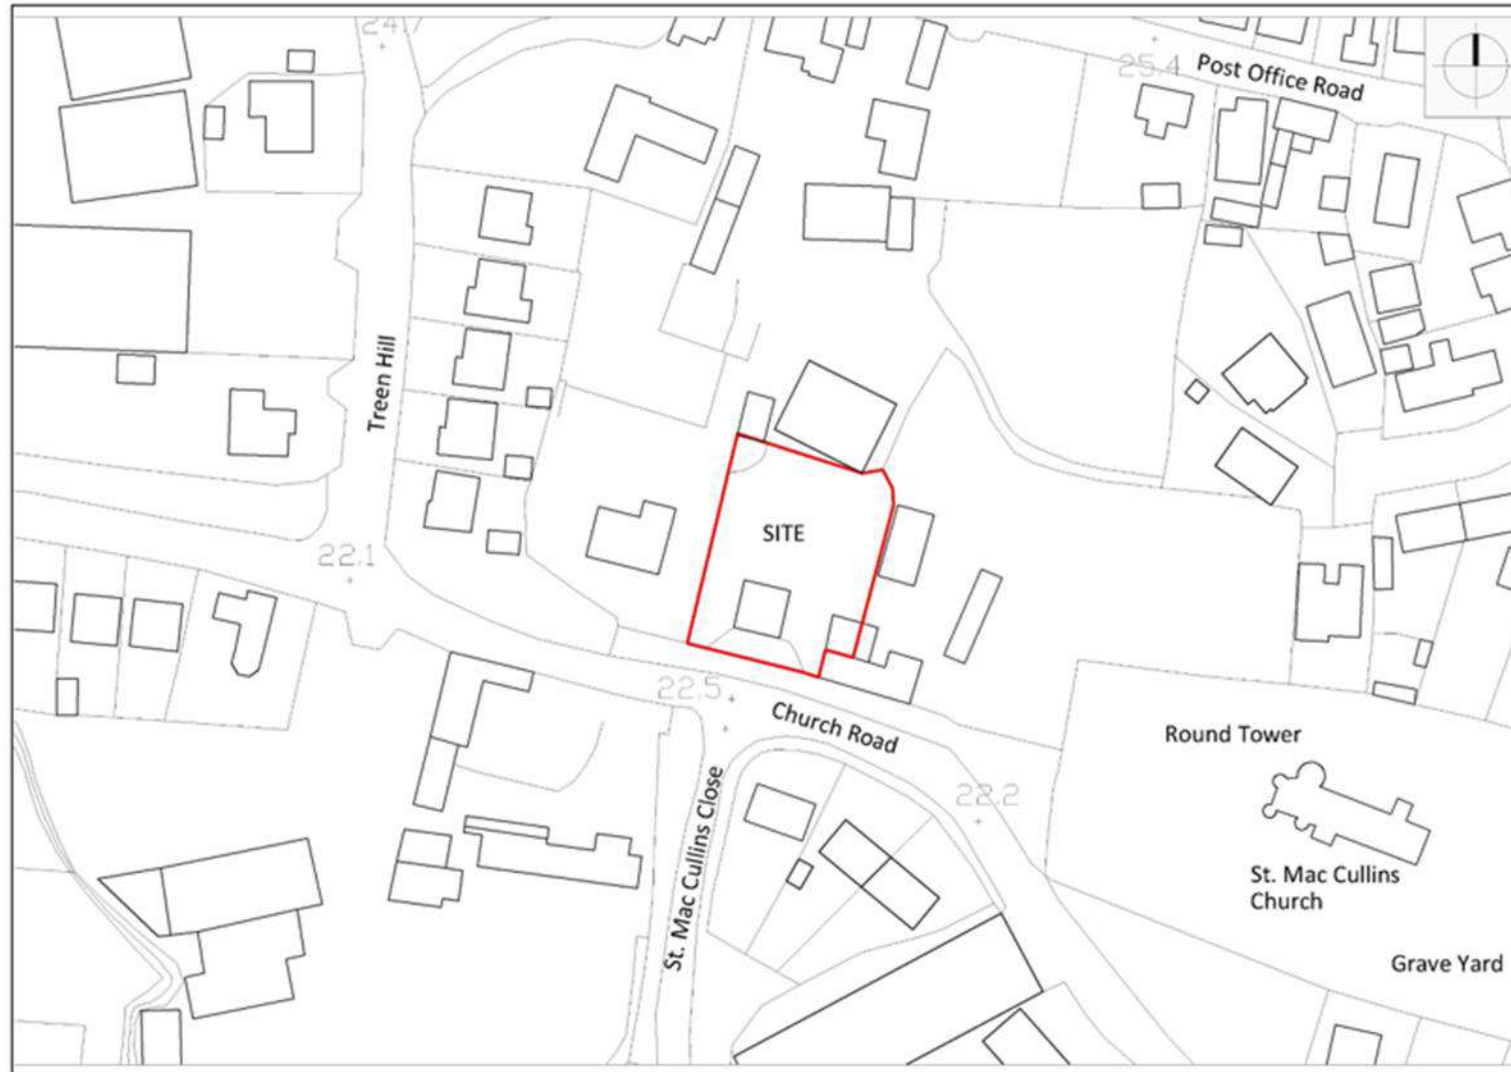 24
25.4
Post Office Road
Treen Hill
SITE
22.1
22.5
Church Road
Round Tower
St. Mac Cullins Close
22.2
St. Mac Cullins
Church
Grave Yard